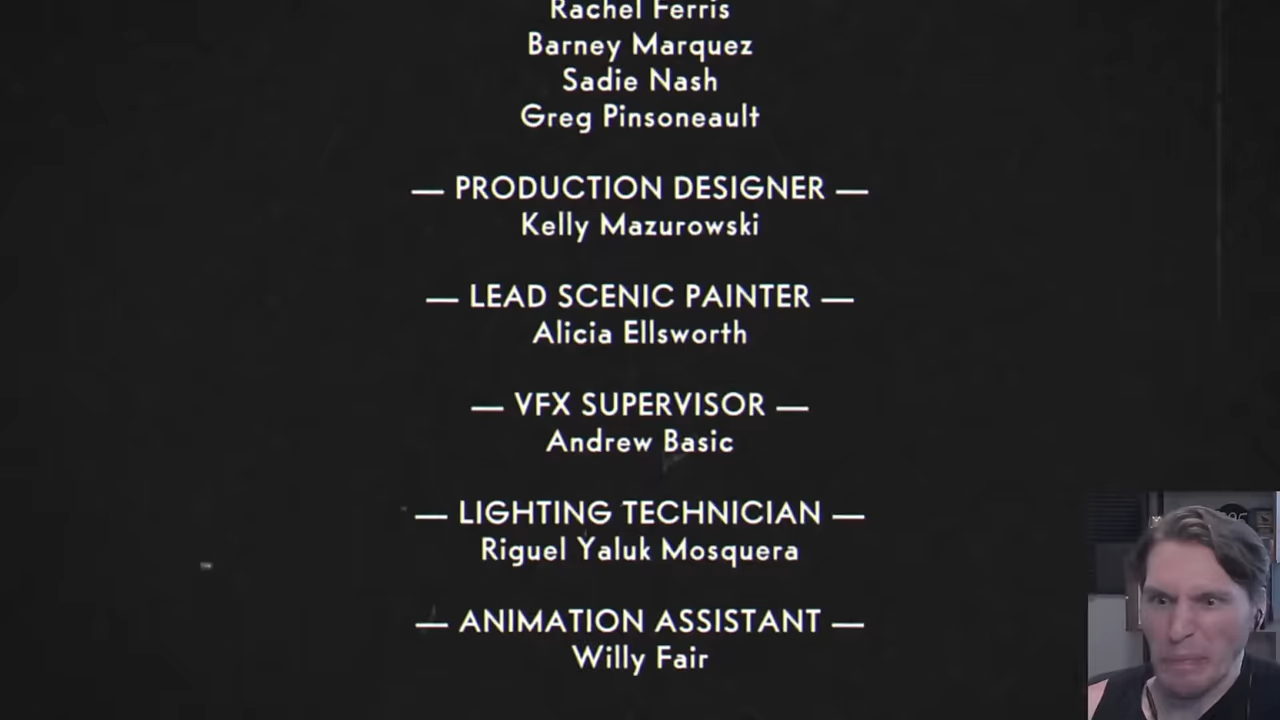 Rachel Ferris
Barney Marquez
Sadie Nash
Greg Pinsoneault
— PRODUCTION DESIGNER —
Kelly Mazurowski
— LEAD SCENIC PAINTER —
Alicia Ellsworth
— VFX SUPERVISOR —
Andrew Basic
— LIGHTING TECHNICIAN —
Riguel Yaluk Mosquera
— ANIMATION ASSISTANT —
Willy Fair